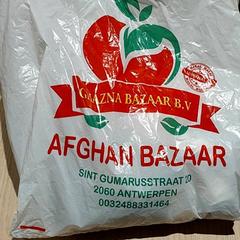 GHAZNA BAZAAR B.V
AFGHAN BAZAAR
SINT GUMARUSSTRAAT 20
2060 ANTWERPEN
0032488331464